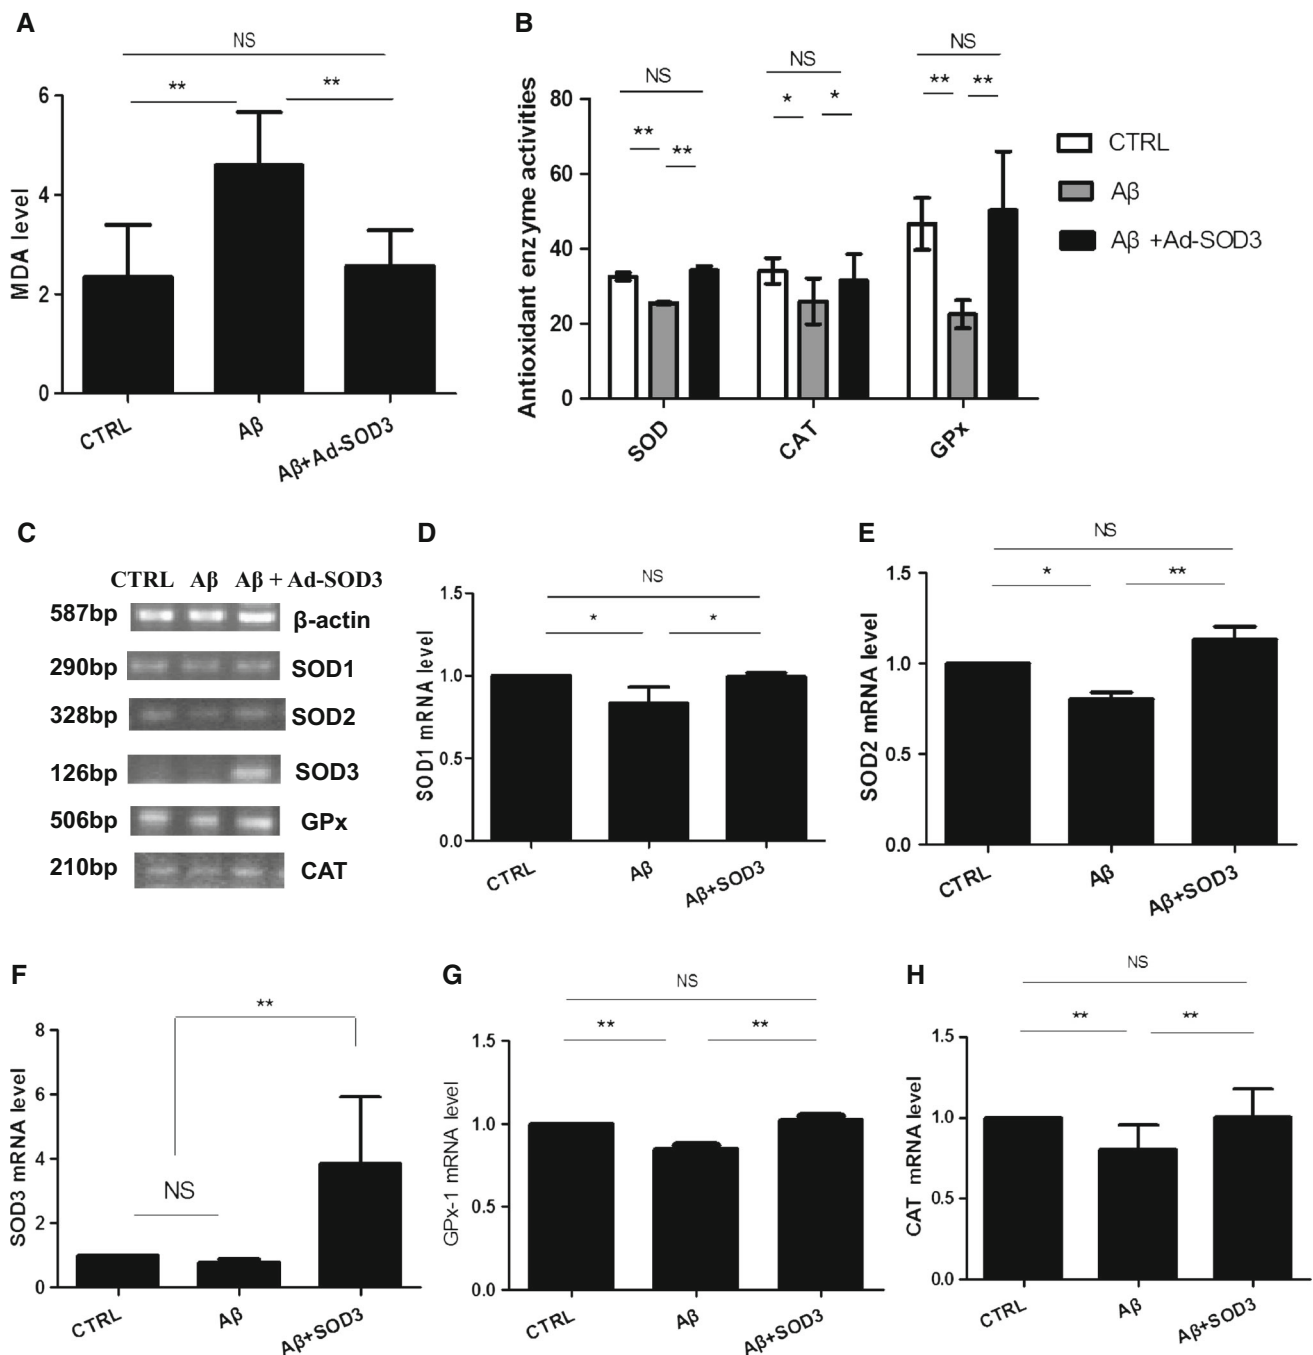 A
NS
**
**
MDA level
6
4
2
0
CTRL
Aβ
Aβ+Ad-SOD3
B
NS
NS
NS
**
**
*
*
**
**
Antioxidant enzyme activities
80
60
40
20
0
SOD
CAT
GPx
CTRL
Aβ
Aβ +Ad-SOD3
C
CTRL Aβ Aβ + Ad-SOD3
587bp β-actin
290bp SOD1
328bp SOD2
126bp SOD3
506bp GPx
210bp CAT
D
NS
*
*
SOD1 mRNA level
1.5
1.0
0.5
0.0
CTRL
Aβ
Aβ+SOD3
E
NS
*
**
SOD2 mRNA level
1.5
1.0
0.5
0.0
CTRL
Aβ
Aβ+SOD3
F
**
NS
SOD3 mRNA level
8
6
4
2
0
CTRL
Aβ
Aβ+SOD3
G
NS
**
**
GPx-1 mRNA level
1.5
1.0
0.5
0.0
CTRL
Aβ
Aβ+SOD3
H
NS
**
**
CAT mRNA level
1.5
1.0
0.5
0.0
CTRL
Aβ
Aβ+SOD3